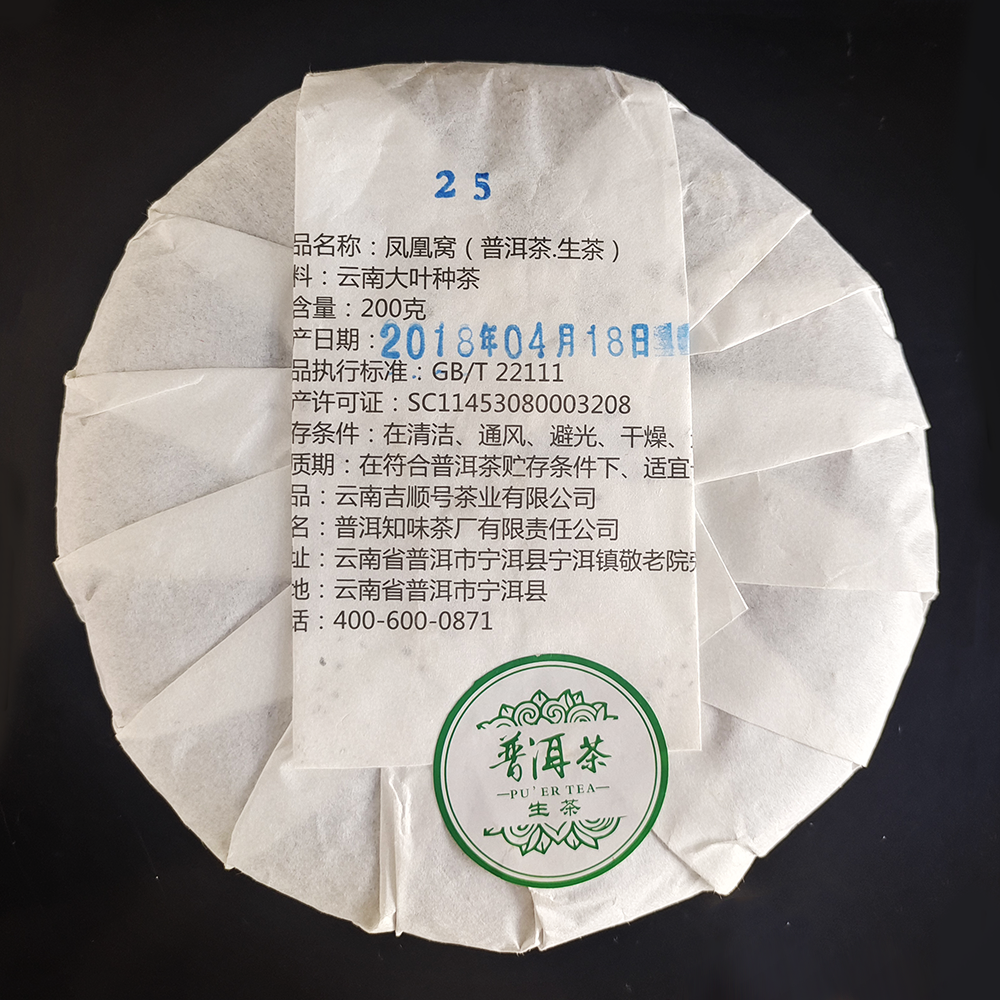 25
品名称：凤凰窝（普洱茶.生茶）
料：云南大叶种茶
含量：200克
产日期：2018年04月18日
品执行标准：GB/T 22111
产许可证：SC11453080003208
存条件：在清洁、通风、避光、干燥、
质期：在符合普洱茶贮存条件下、适宜
品：云南吉顺号茶业有限公司
名：普洱知味茶厂有限责任公司
址：云南省普洱市宁洱县宁洱镇敬老院
地：云南省普洱市宁洱县
话：400-600-0871
普洱茶
PU'ER TEA
生茶